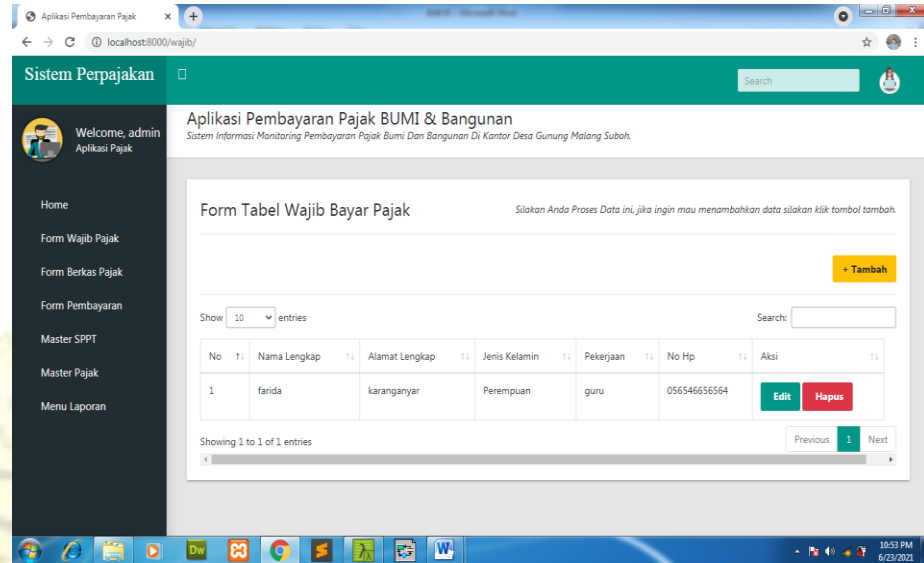 Aplikasi Pembayaran Pajak
localhost:8000/wajib/
Sistem Perpajakan
Search
Welcome, admin
Aplikasi Pajak
Home
Form Wajib Pajak
Form Berkas Pajak
Form Pembayaran
Master SPPT
Master Pajak
Menu Laporan
Aplikasi Pembayaran Pajak BUMI & Bangunan
Sistem Informasi Monitoring Pembayaran Pajak Bumi Dan Bangunan Di Kantor Desa Gunung Malang Suboh.
Form Tabel Wajib Bayar Pajak
Silakan Anda Proses Data ini, jika ingin mau menambahkan data silakan klik tombol tambah.
+ Tambah
Show 10 entries
Search:
No Nama Lengkap Alamat Lengkap Jenis Kelamin Pekerjaan No Hp Aksi
1 farida karanganyar Perempuan guru 056546656564 Edit Hapus
Showing 1 to 1 of 1 entries
Previous 1 Next
Dw
W
10:53 PM
6/23/2021